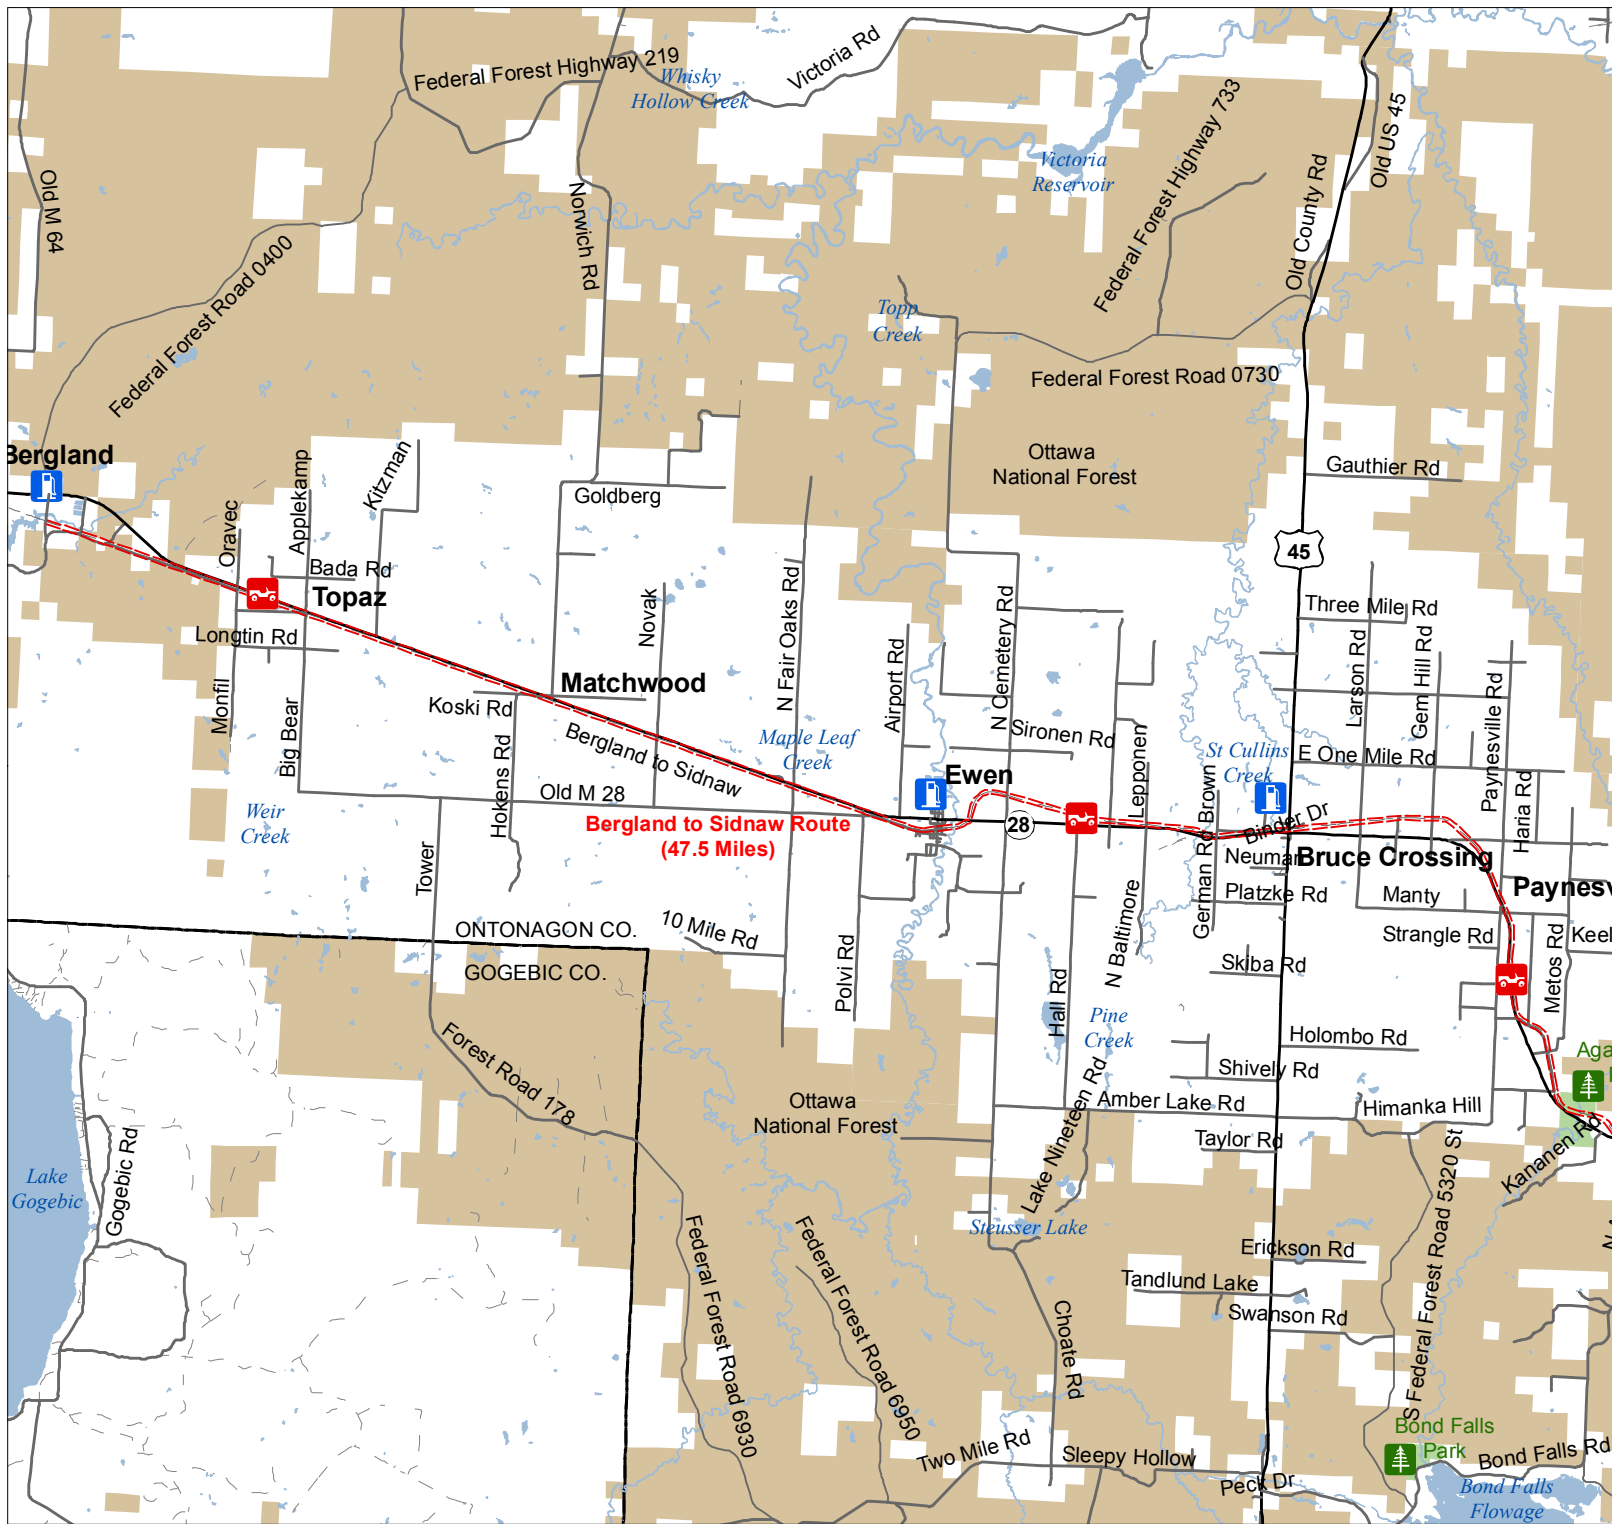 Federal Forest Highway 219
Whisky
Hollow Creek
Victoria Rd
Old M 64
Federal Forest Road 0400
Norwich Rd
Victoria
Reservoir
Federal Forest Highway 733
Old US 45
Old County Rd
Topp
Creek
Federal Forest Road 0730
Ottawa
National Forest
Gauthier Rd
Bergland
Oravec
Applekamp
Kitzman
Goldberg
45
Bada Rd
Topaz
Longtin Rd
Monfil
Big Bear
Novak
Matchwood
Koski Rd
Hokens Rd
Bergland to Sidnaw
N Fair Oaks Rd
Maple Leaf
Creek
Airport Rd
N Cemetery Rd
Sironen Rd
Three Mile Rd
Larson Rd
Gem Hill Rd
Paynesville Rd
St Cullins
Creek
E One Mile Rd
Haria Rd
Ewen
Lepponen
German Rd
Brown
Old M 28
Weir
Creek
Tower
Bergland to Sidnaw Route
(47.5 Miles)
28
Binder Dr
Neuman
Bruce Crossing
Platzke Rd
Manty
Paynesv
Strangle Rd
Metos Rd
Keel
ONTONAGON CO.
GOGEBIC CO.
10 Mile Rd
Polvi Rd
Hall Rd
N Baltimore
Skiba Rd
Pine
Creek
Holombo Rd
Shively Rd
Aga
Forest Road 178
Ottawa
National Forest
Lake Nineteen Rd
Amber Lake Rd
Himanka Hill
Taylor Rd
Kananen Rd
Lake
Gogebic
Gogebic Rd
Steusser Lake
Erickson Rd
Tandlund Lake
Swanson Rd
S Federal Forest Road 5320 St
Federal Forest Road 6930
Federal Forest Road 6950
Choate Rd
Two Mile Rd
Sleepy Hollow
Peck Dr
Bond Falls
Park
Bond Falls Rd
Bond Falls
Flowage